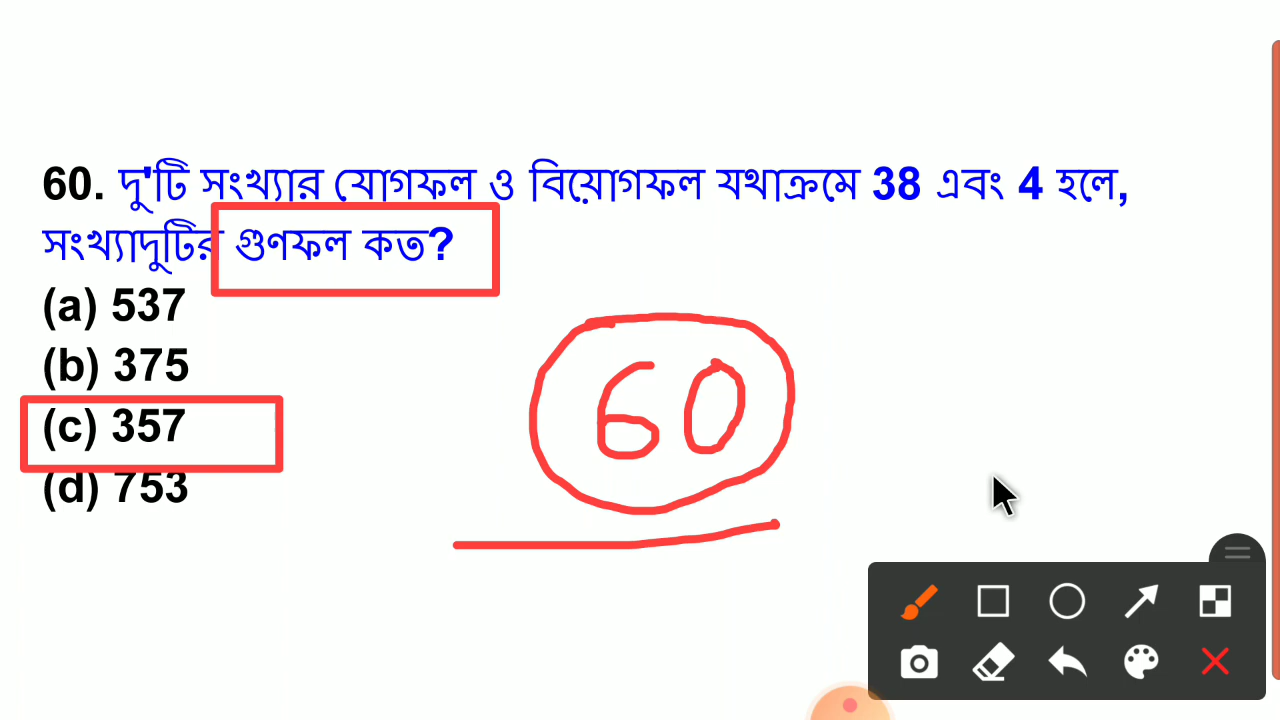 60. দু'টি সংখ্যার যোগফল ও বিয়োগফল যথাক্রমে 38 এবং 4 হলে,
সংখ্যাদুটির গুণফল কত?
(a) 537
(b) 375
(c) 357
(d) 753
60